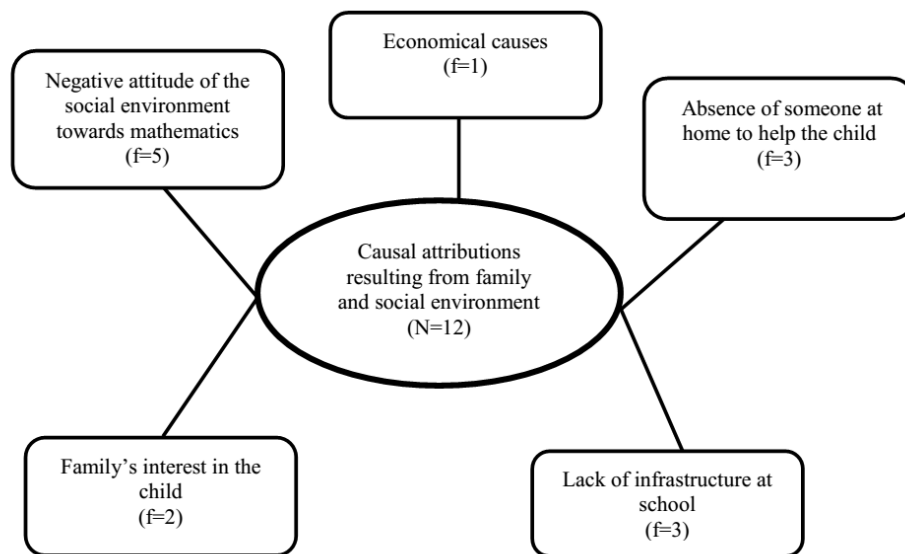 Economical causes
(f=1)
Negative attitude of the
social environment
towards mathematics
(f=5)
Absence of someone at
home to help the child
(f=3)
Causal attributions
resulting from family
and social environment
(N=12)
Family’s interest in the
child
(f=2)
Lack of infrastructure at
school
(f=3)